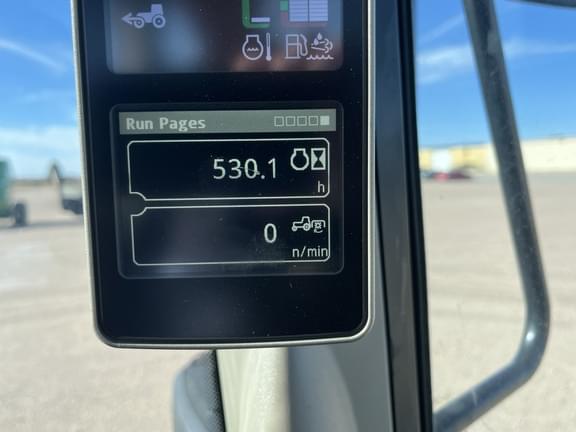 Run Pages
530.1
h
0
n/min